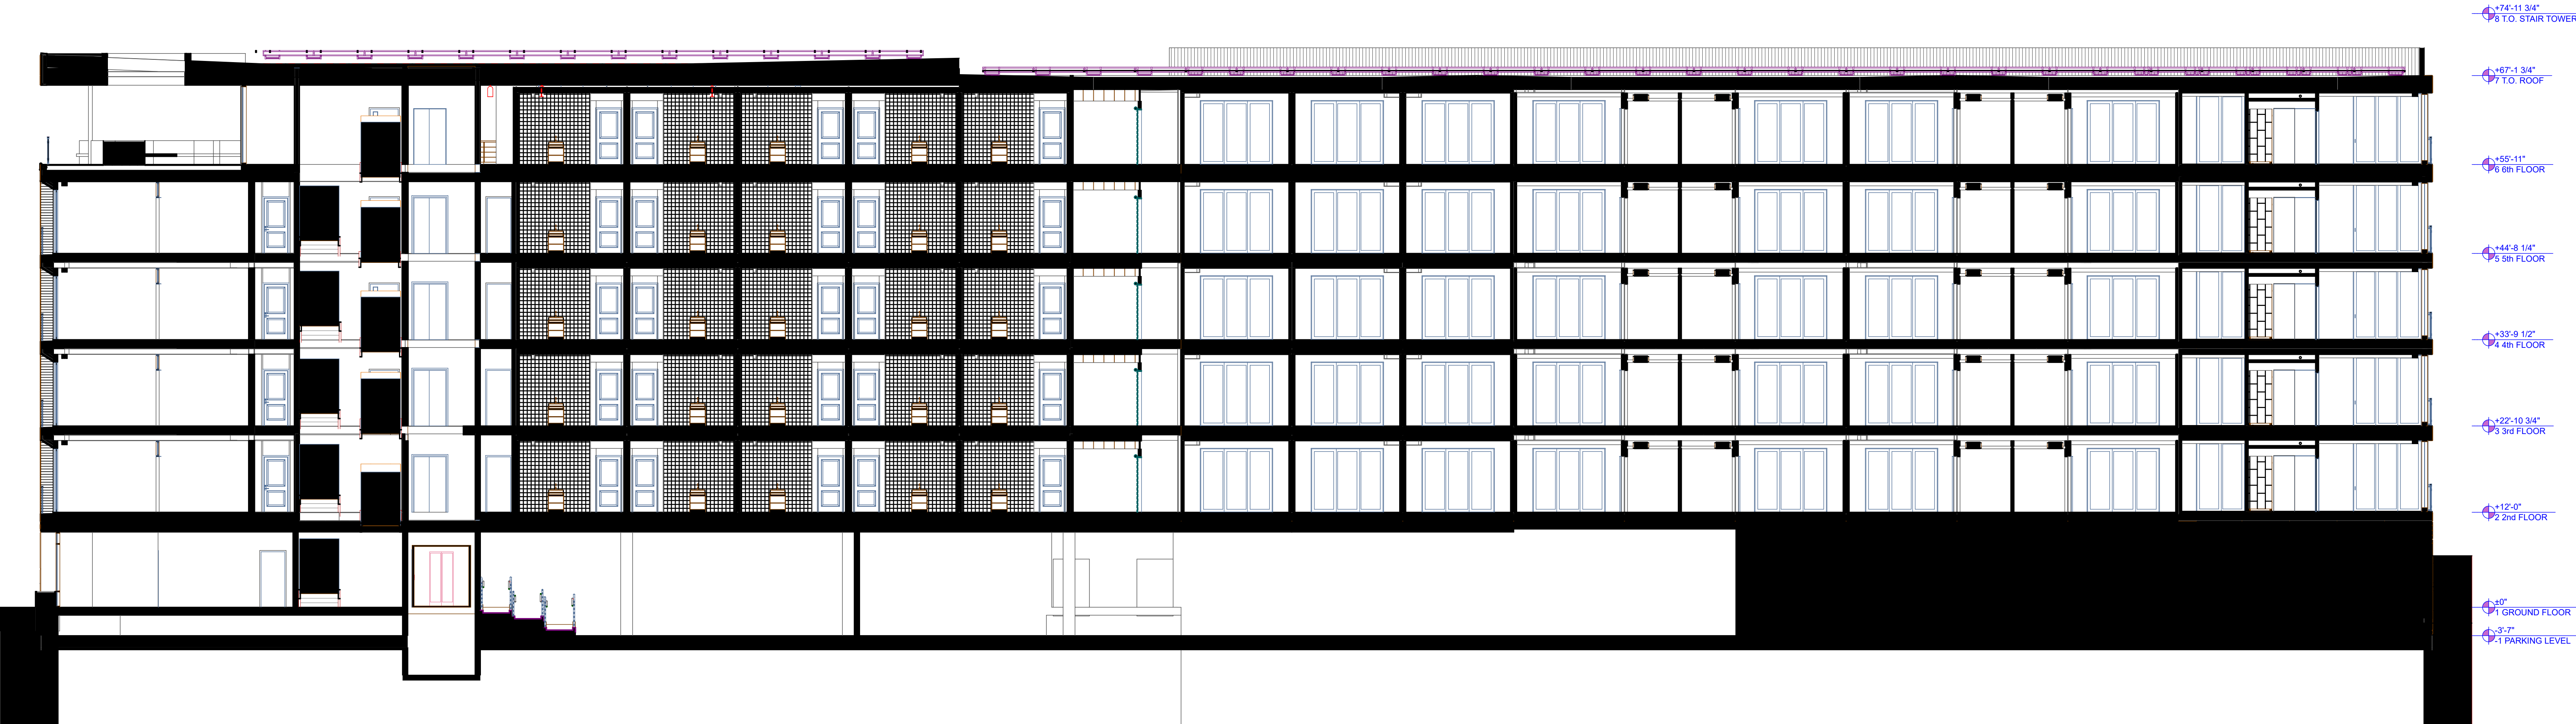 +74'-11 3/4"
8 T.O. STAIR TOWER
+67'-1 3/4"
7 T.O. ROOF
+55'-11"
6 6th FLOOR
+44'-8 1/4"
5 5th FLOOR
+33'-9 1/2"
4 4th FLOOR
+22'-10 3/4"
3 3rd FLOOR
+12'-0"
2 2nd FLOOR
±0"
1 GROUND FLOOR
-3'-7"
-1 PARKING LEVEL